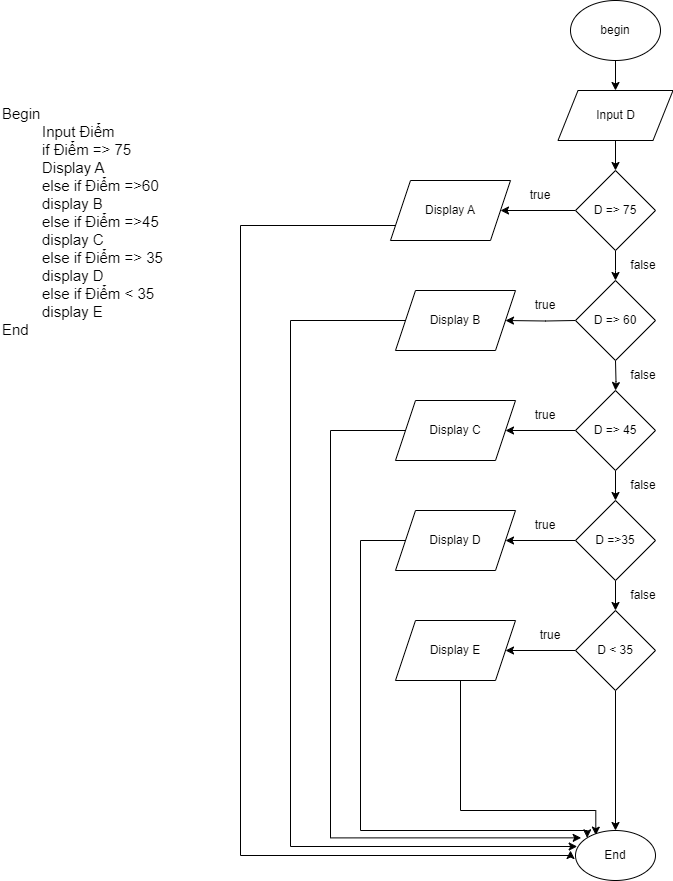 Begin
Input Điểm
if Điểm => 75
Display A
else if Điểm =>60
display B
else if Điểm =>45
display C
else if Điểm => 35
display D
else if Điểm < 35
display E
End
begin
Input D
D => 75
true
Display A
false
D => 60
true
Display B
false
D => 45
true
Display C
false
D =>35
true
Display D
false
D < 35
true
Display E
End